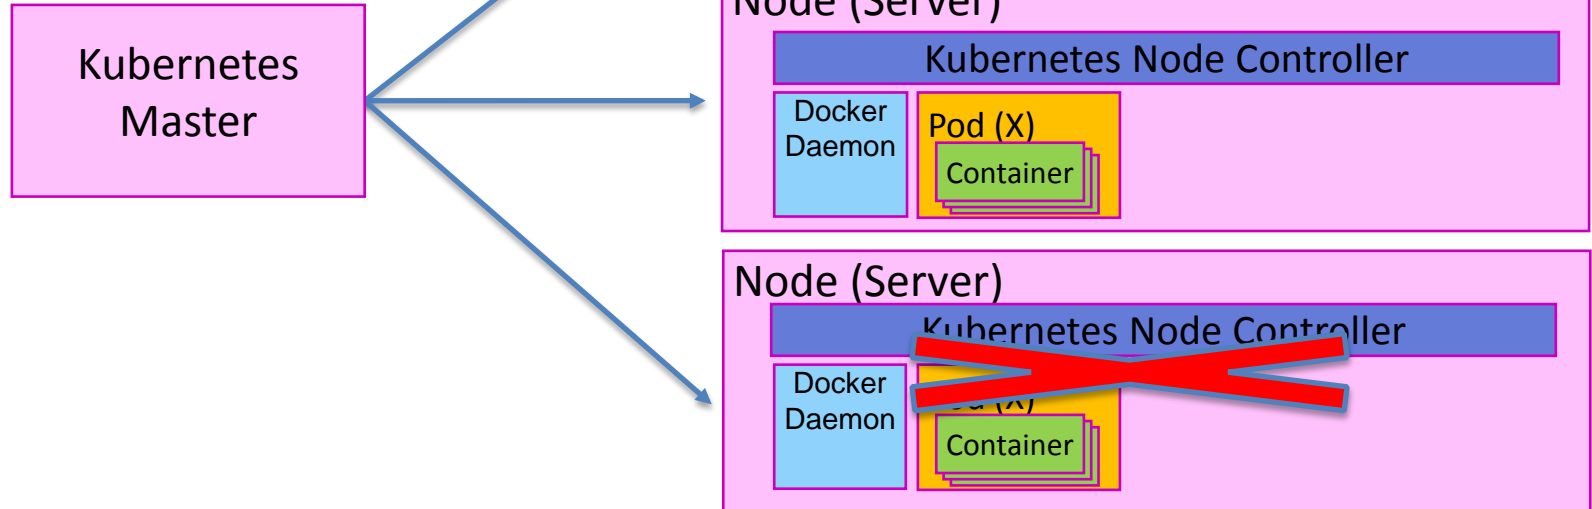 Kubernetes
Master
Node (Server)
Kubernetes Node Controller
Docker
Daemon
Pod (X)
Container
Node (Server)
Kubernetes Node Controller
Docker
Daemon
(X)
Container